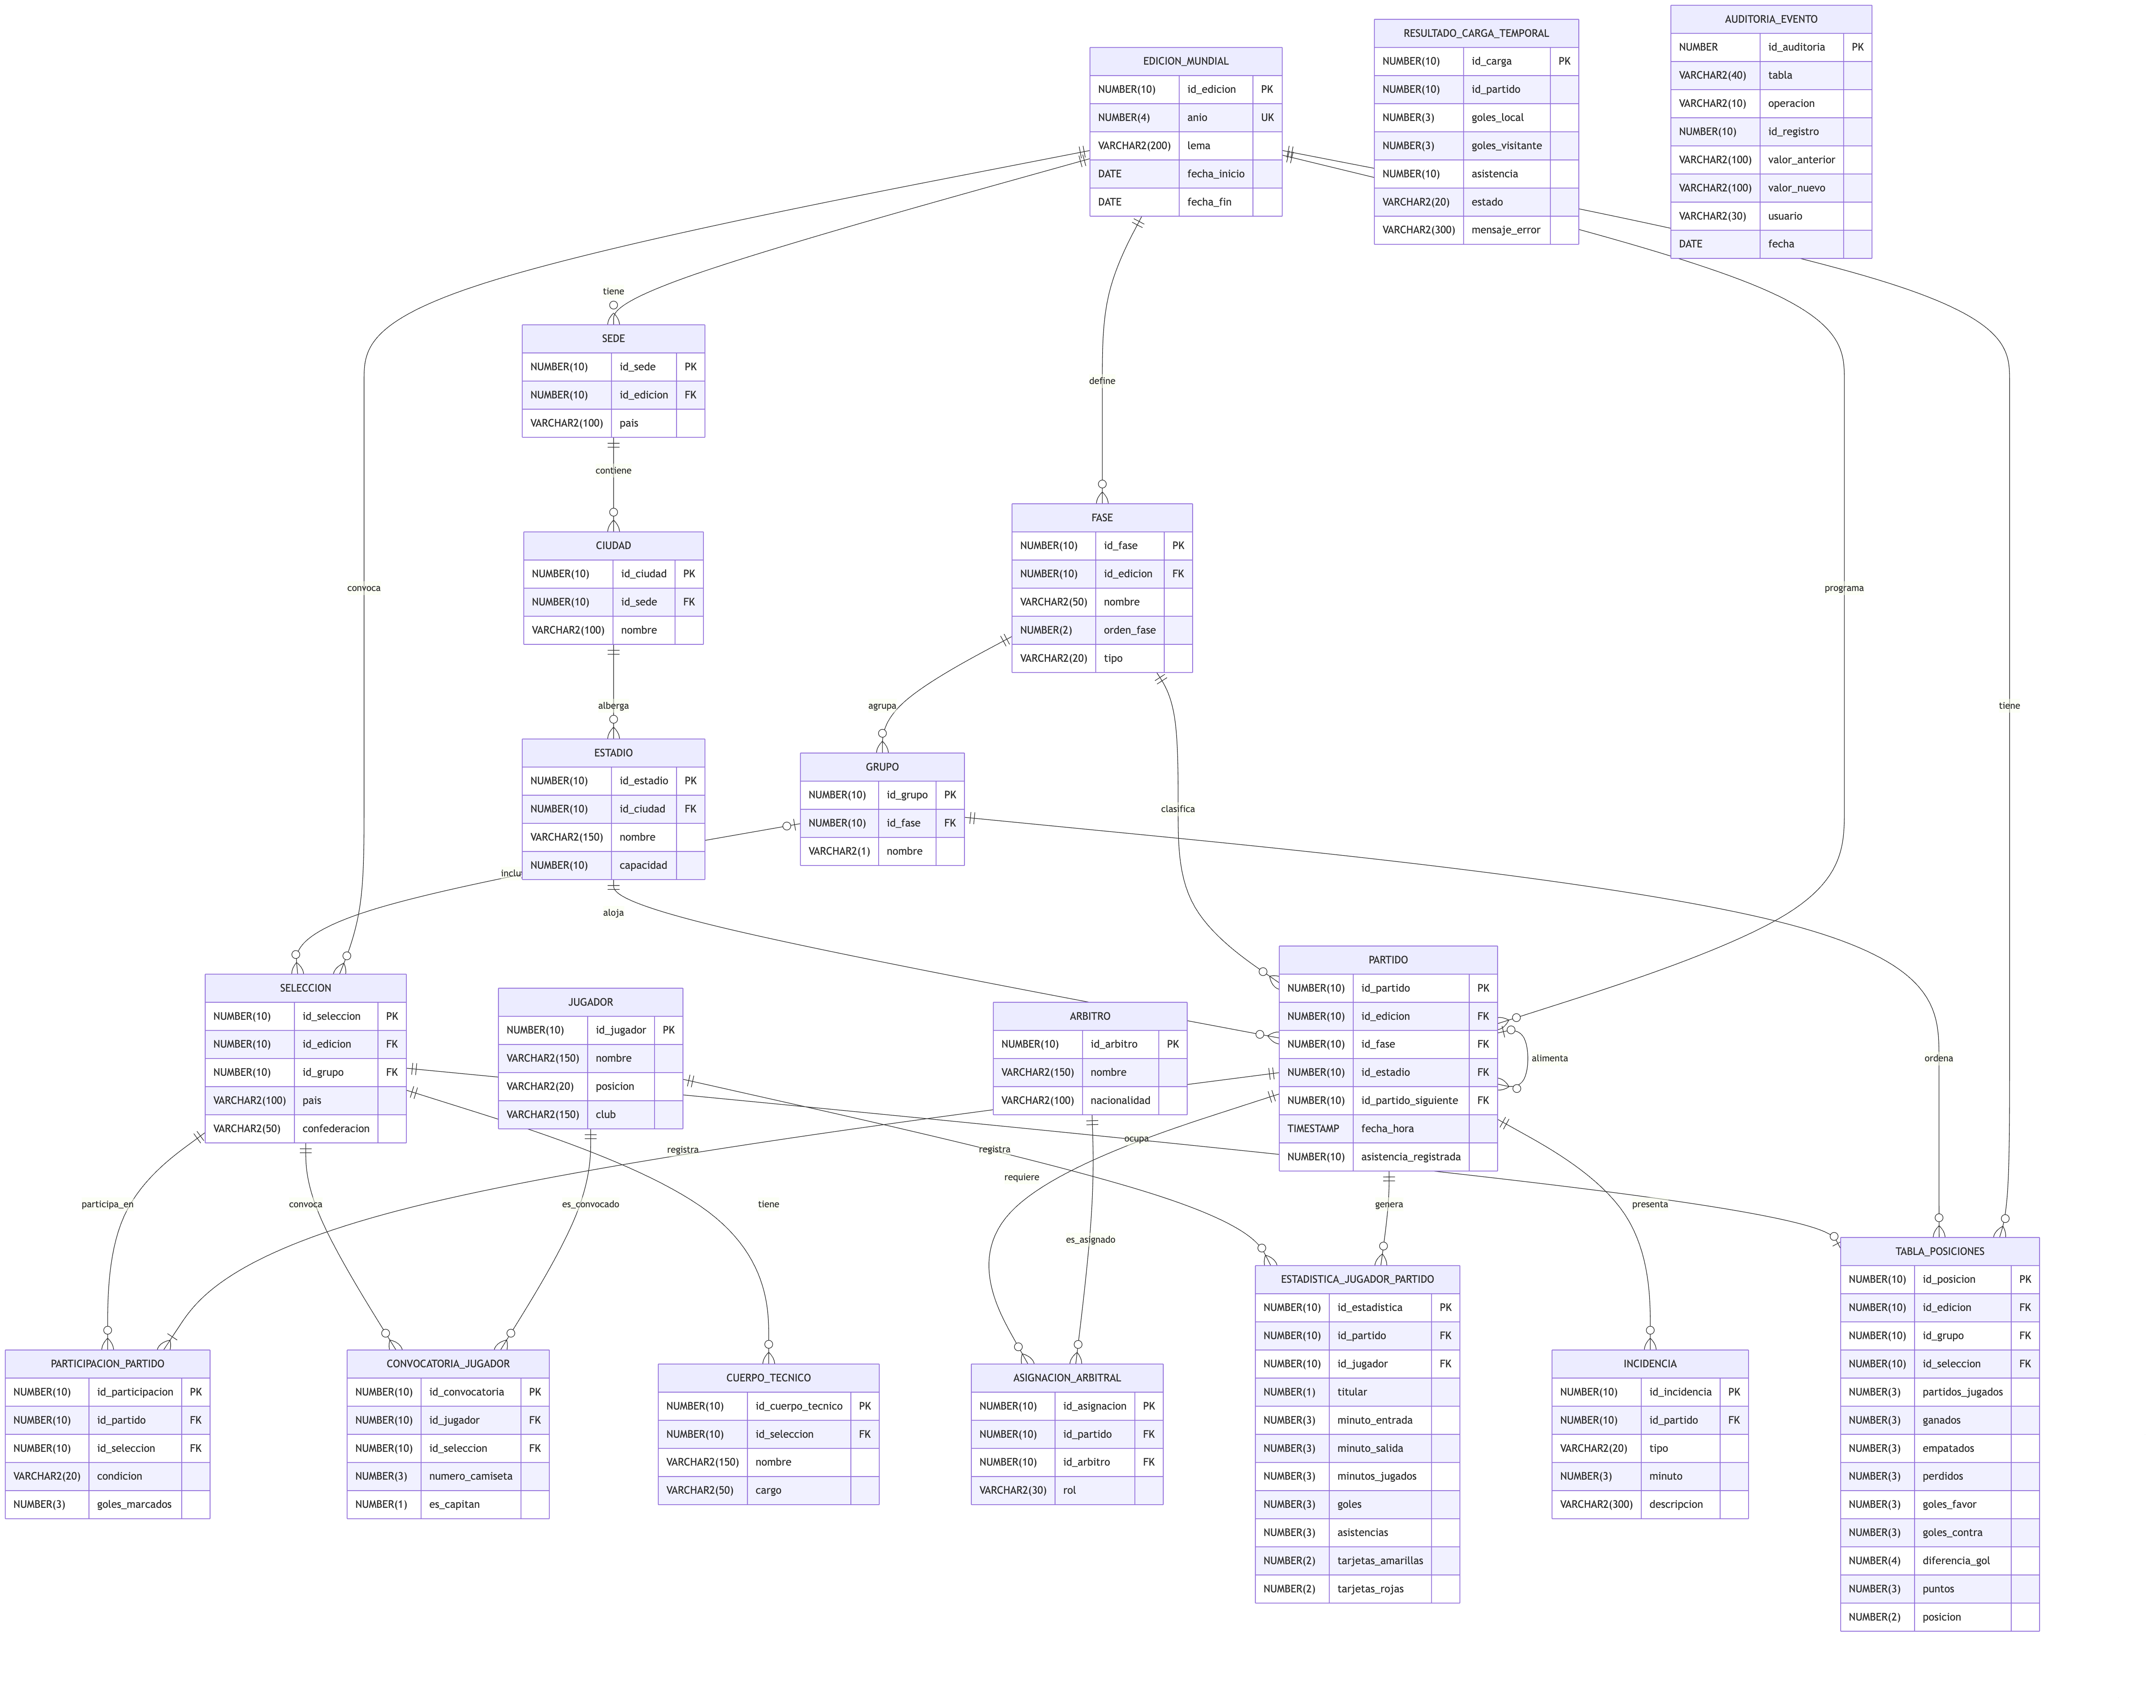 AUDITORIA_EVENTO
NUMBER id_auditoria PK
VARCHAR2(40) tabla
VARCHAR2(10) operacion
NUMBER(10) id_registro
VARCHAR2(100) valor_anterior
VARCHAR2(100) valor_nuevo
VARCHAR2(30) usuario
DATE fecha
RESULTADO_CARGA_TEMPORAL
NUMBER(10) id_carga PK
NUMBER(10) id_partido
NUMBER(3) goles_local
NUMBER(3) goles_visitante
NUMBER(10) asistencia
VARCHAR2(20) estado
VARCHAR2(300) mensaje_error
EDICION_MUNDIAL
NUMBER(10) id_edicion PK
NUMBER(4) anio UK
VARCHAR2(200) lema
DATE fecha_inicio
DATE fecha_fin
tiene
SEDE
NUMBER(10) id_sede PK
NUMBER(10) id_edicion FK
VARCHAR2(100) pais
define
contiene
FASE
NUMBER(10) id_fase PK
NUMBER(10) id_edicion FK
VARCHAR2(50) nombre
NUMBER(2) orden_fase
VARCHAR2(20) tipo
CIUDAD
NUMBER(10) id_ciudad PK
NUMBER(10) id_sede FK
VARCHAR2(100) nombre
convoca
programa
alberga
agrupa
tiene
ESTADIO
NUMBER(10) id_estadio PK
NUMBER(10) id_ciudad FK
VARCHAR2(150) nombre
NUMBER(10) capacidad
GRUPO
NUMBER(10) id_grupo PK
NUMBER(10) id_fase FK
VARCHAR2(1) nombre
clasifica
aloja
PARTIDO
NUMBER(10) id_partido PK
NUMBER(10) id_edicion FK
NUMBER(10) id_fase FK
NUMBER(10) id_estadio FK
NUMBER(10) id_partido_siguiente FK
TIMESTAMP fecha_hora
NUMBER(10) asistencia_registrada
SELECCION
NUMBER(10) id_seleccion PK
NUMBER(10) id_edicion FK
NUMBER(10) id_grupo FK
VARCHAR2(100) pais
VARCHAR2(50) confederacion
JUGADOR
NUMBER(10) id_jugador PK
VARCHAR2(150) nombre
VARCHAR2(20) posicion
VARCHAR2(150) club
ARBITRO
NUMBER(10) id_arbitro PK
VARCHAR2(150) nombre
VARCHAR2(100) nacionalidad
alimenta
ordena
ocupa
registra
registra
requiere
participa_en
convoca
es_convocado
tiene
genera
presenta
es_asignado
TABLA_POSICIONES
NUMBER(10) id_posicion PK
NUMBER(10) id_edicion FK
NUMBER(10) id_grupo FK
NUMBER(10) id_seleccion FK
NUMBER(3) partidos_jugados
NUMBER(3) ganados
NUMBER(3) empatados
NUMBER(3) perdidos
NUMBER(3) goles_favor
NUMBER(3) goles_contra
NUMBER(4) diferencia_gol
NUMBER(3) puntos
NUMBER(2) posicion
ESTADISTICA_JUGADOR_PARTIDO
NUMBER(10) id_estadistica PK
NUMBER(10) id_partido FK
NUMBER(10) id_jugador FK
NUMBER(1) titular
NUMBER(3) minuto_entrada
NUMBER(3) minuto_salida
NUMBER(3) minutos_jugados
NUMBER(3) goles
NUMBER(3) asistencias
NUMBER(2) tarjetas_amarillas
NUMBER(2) tarjetas_rojas
PARTICIPACION_PARTIDO
NUMBER(10) id_participacion PK
NUMBER(10) id_partido FK
NUMBER(10) id_seleccion FK
VARCHAR2(20) condicion
NUMBER(3) goles_marcados
CONVOCATORIA_JUGADOR
NUMBER(10) id_convocatoria PK
NUMBER(10) id_jugador FK
NUMBER(10) id_seleccion FK
NUMBER(3) numero_camiseta
NUMBER(1) es_capitan
CUERPO_TECNICO
NUMBER(10) id_cuerpo_tecnico PK
NUMBER(10) id_seleccion FK
VARCHAR2(150) nombre
VARCHAR2(50) cargo
ASIGNACION_ARBITRAL
NUMBER(10) id_asignacion PK
NUMBER(10) id_partido FK
NUMBER(10) id_arbitro FK
VARCHAR2(30) rol
INCIDENCIA
NUMBER(10) id_incidencia PK
NUMBER(10) id_partido FK
VARCHAR2(20) tipo
NUMBER(3) minuto
VARCHAR2(300) descripcion